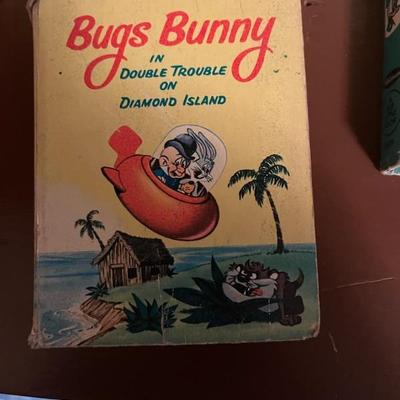 Bugs Bunny
IN
DOUBLE TROUBLE
ON
DIAMOND ISLAND